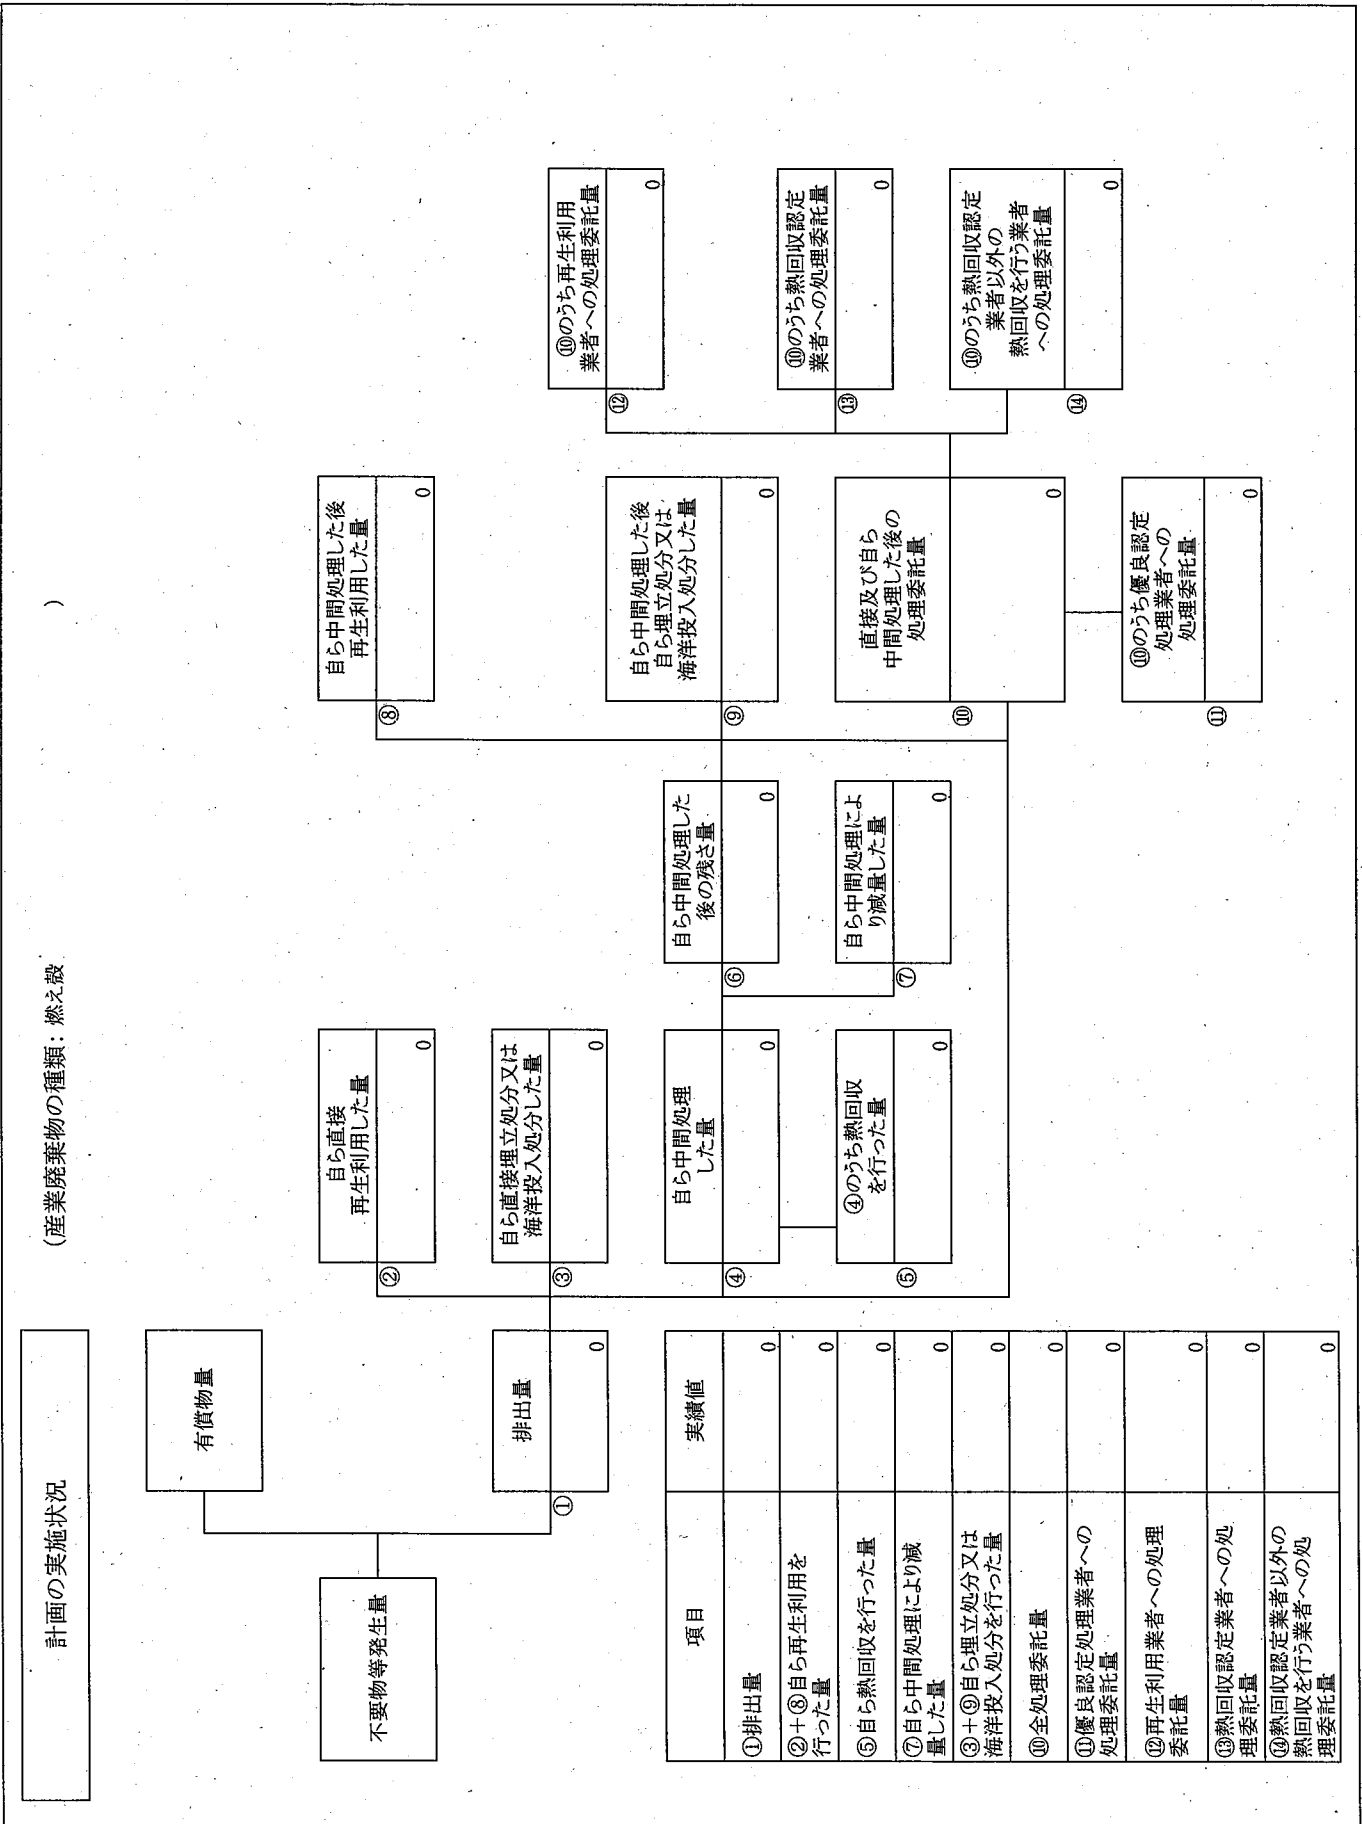 計画の実施状況
(産業廃棄物の種類：燃え殻　)
不要物等発生量
有償物量
排出量
①
0
自ら直接
再生利用した量
②
0
自ら直接埋立処分又は
海洋投入処分した量
③
0
自ら中間処理
した量
④
0
④のうち熱回収
を行った量
⑤
0
自ら中間処理した
後の残さ量
⑥
0
自ら中間処理によ
り減量した量
⑦
0
自ら中間処理した後
再生利用した量
⑧
0
自ら中間処理した後
自ら埋立処分又は
海洋投入処分した量
⑨
0
直接及び自ら
中間処理した後の
処理委託量
⑩
0
⑩のうち優良認定
処理業者への
処理委託量
⑪
0
⑩のうち再生利用
業者への処理委託量
⑫
0
⑩のうち熱回収認定
業者への処理委託量
⑬
0
⑩のうち熱回収認定
業者以外の
熱回収を行う業者
への処理委託量
⑭
0
項目　実績値
①排出量　0
②＋⑧自ら再生利用を
行った量　0
⑤自ら熱回収を行った量　0
⑦自ら中間処理により減
量した量　0
③＋⑨自ら埋立処分又は
海洋投入処分を行った量　0
⑩全処理委託量　0
⑪優良認定処理業者への
処理委託量　0
⑫再生利用業者への処理
委託量　0
⑬熱回収認定業者への処
理委託量　0
⑭熱回収認定業者以外の
熱回収を行う業者への処
理委託量　0